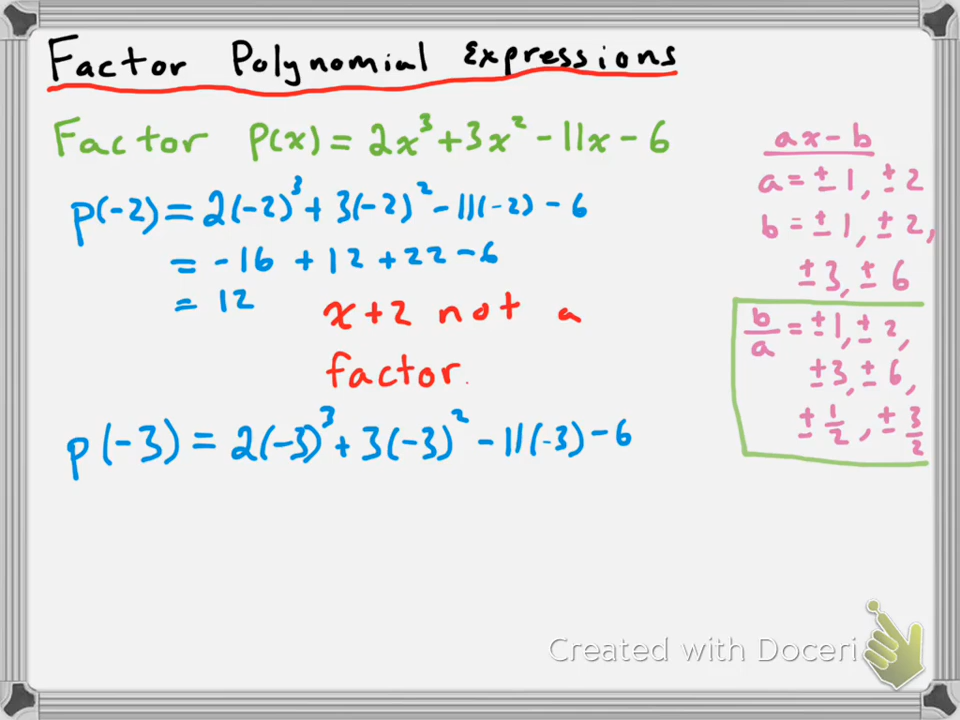 Factor Polynomial Expressions
Factor P(x) = 2x³ + 3x² - 11x - 6
P(-2) = 2(-2)³ + 3(-2)² - 11(-2) - 6
= -16 + 12 + 22 - 6
= 12
x+2 not a
factor.
P(-3) = 2(-3)³ + 3(-3)² - 11(-3) - 6
ax - b
a = ±1, ±2
b = ±1, ±2,
±3, ±6
b/a = ±1, ±2,
±3, ±6,
±1/2, ±3/2
Created with Doceri